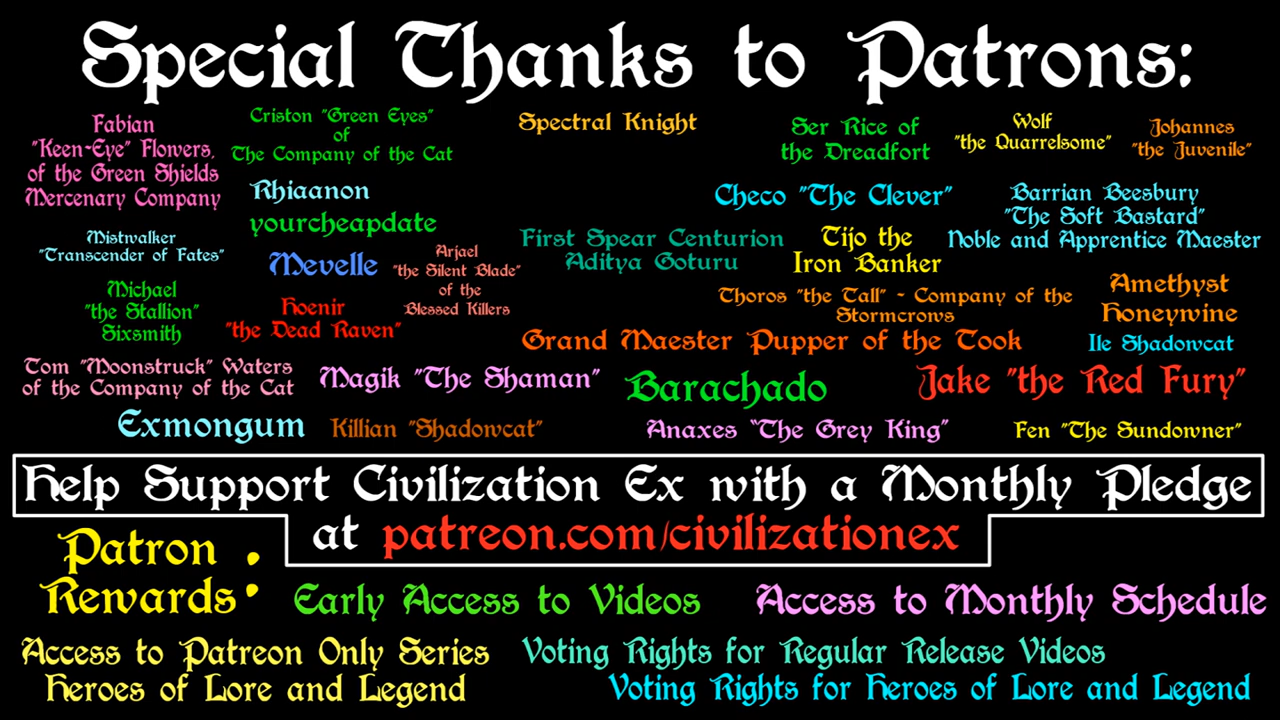 Special Thanks to Patrons:
Fabian
"Keen-Eye" Flowers,
of the Green Shields
Mercenary Company
Criston "Green Eyes"
of
The Company of the Cat
Spectral Knight
Ser Rice of
the Dreadfort
Wolf
"the Quarrelsome"
Johannes
"the Juvenile"
Rhiaanon
yourcheapdate
Checo "The Clever"
Barrian Beesbury
"The Soft Bastard"
Noble and Apprentice Maester
Mistwalker
"Transcender of Fates"
Mevelle
Arjael
"the Silent Blade"
of the
Blessed Killers
First Spear Centurion
Aditya Goturu
Tijo the
Iron Banker
Michael
"the Stallion"
Sixsmith
Hoenir
"the Dead Raven"
Thoros "the Tall" - Company of the
Stormcrows
Amethyst
Honeywine
Grand Maester Pupper of the Took
Ile Shadowcat
Tom "Moonstruck" Waters
of the Company of the Cat
Magik "The Shaman"
Barachado
Jake "the Red Fury"
Exmongum
Killian "Shadowcat"
Anaxes "The Grey King"
Fen "The Sundowner"
Help Support Civilization Ex with a Monthly Pledge
at patreon.com/civilizationex
Patron
Rewards:
Early Access to Videos
Access to Monthly Schedule
Access to Patreon Only Series
Heroes of Lore and Legend
Voting Rights for Regular Release Videos
Voting Rights for Heroes of Lore and Legend